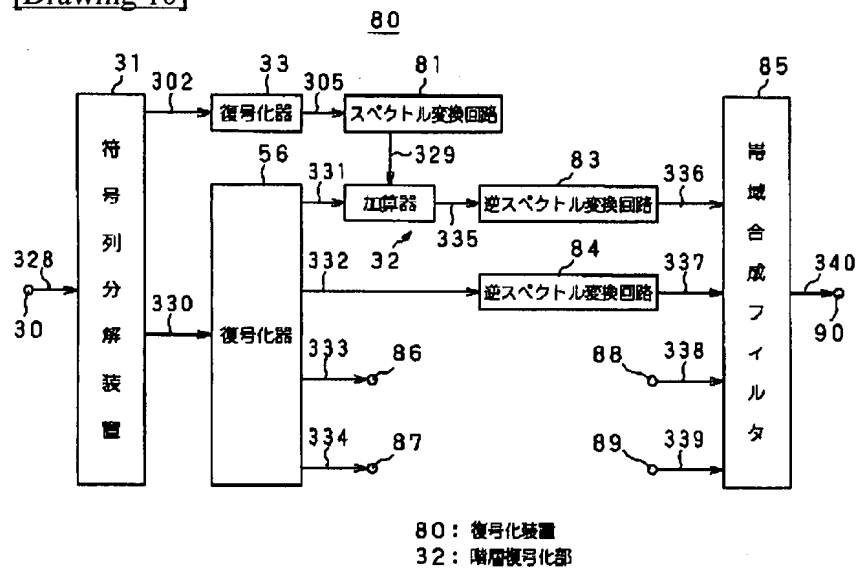 [Drawing 10]
80
31
302
33
305
81
85
復号化器
スペクトル変換回路
329
56
331
83
336
加算器
逆スペクトル変換回路
335
32
332
84
337
逆スペクトル変換回路
符号列分解装置
328
30
330
復号化器
333
86
88
338
334
87
89
339
帯域合成フィルタ
340
90
80：復号化装置
32：階層復号化部